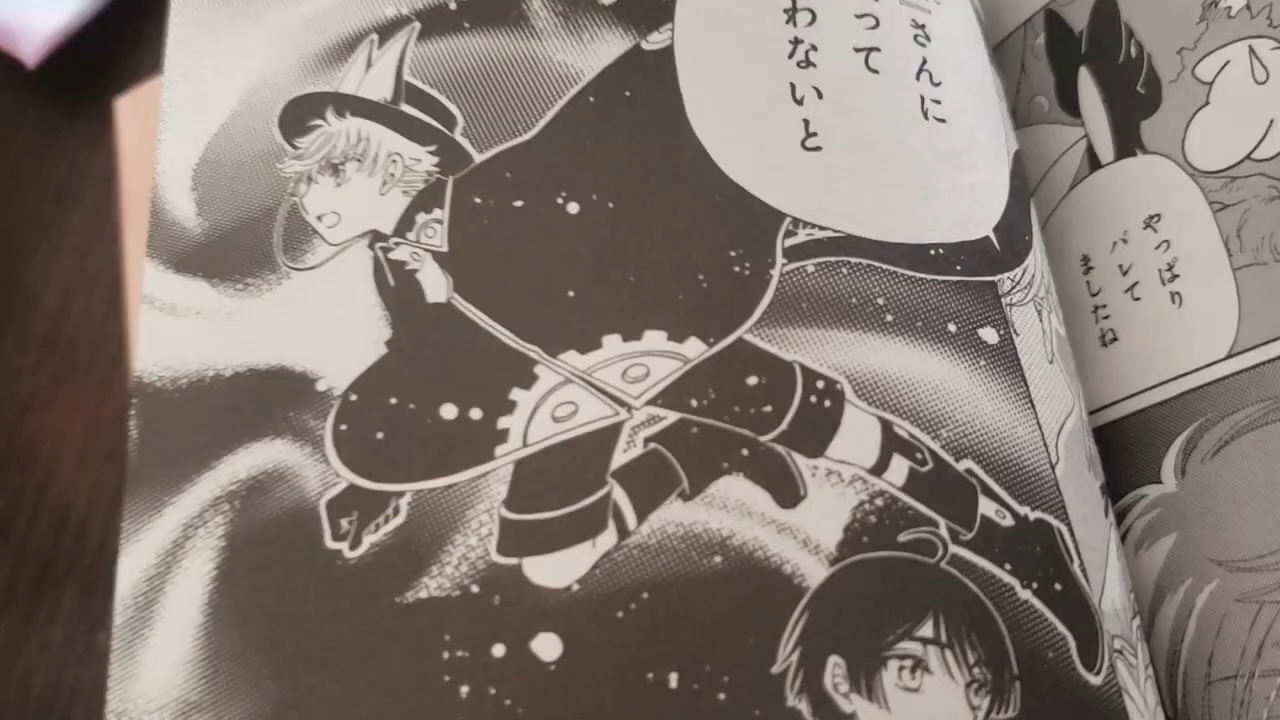 やっぱり
バレて
ましたね
さんに
って
わないと